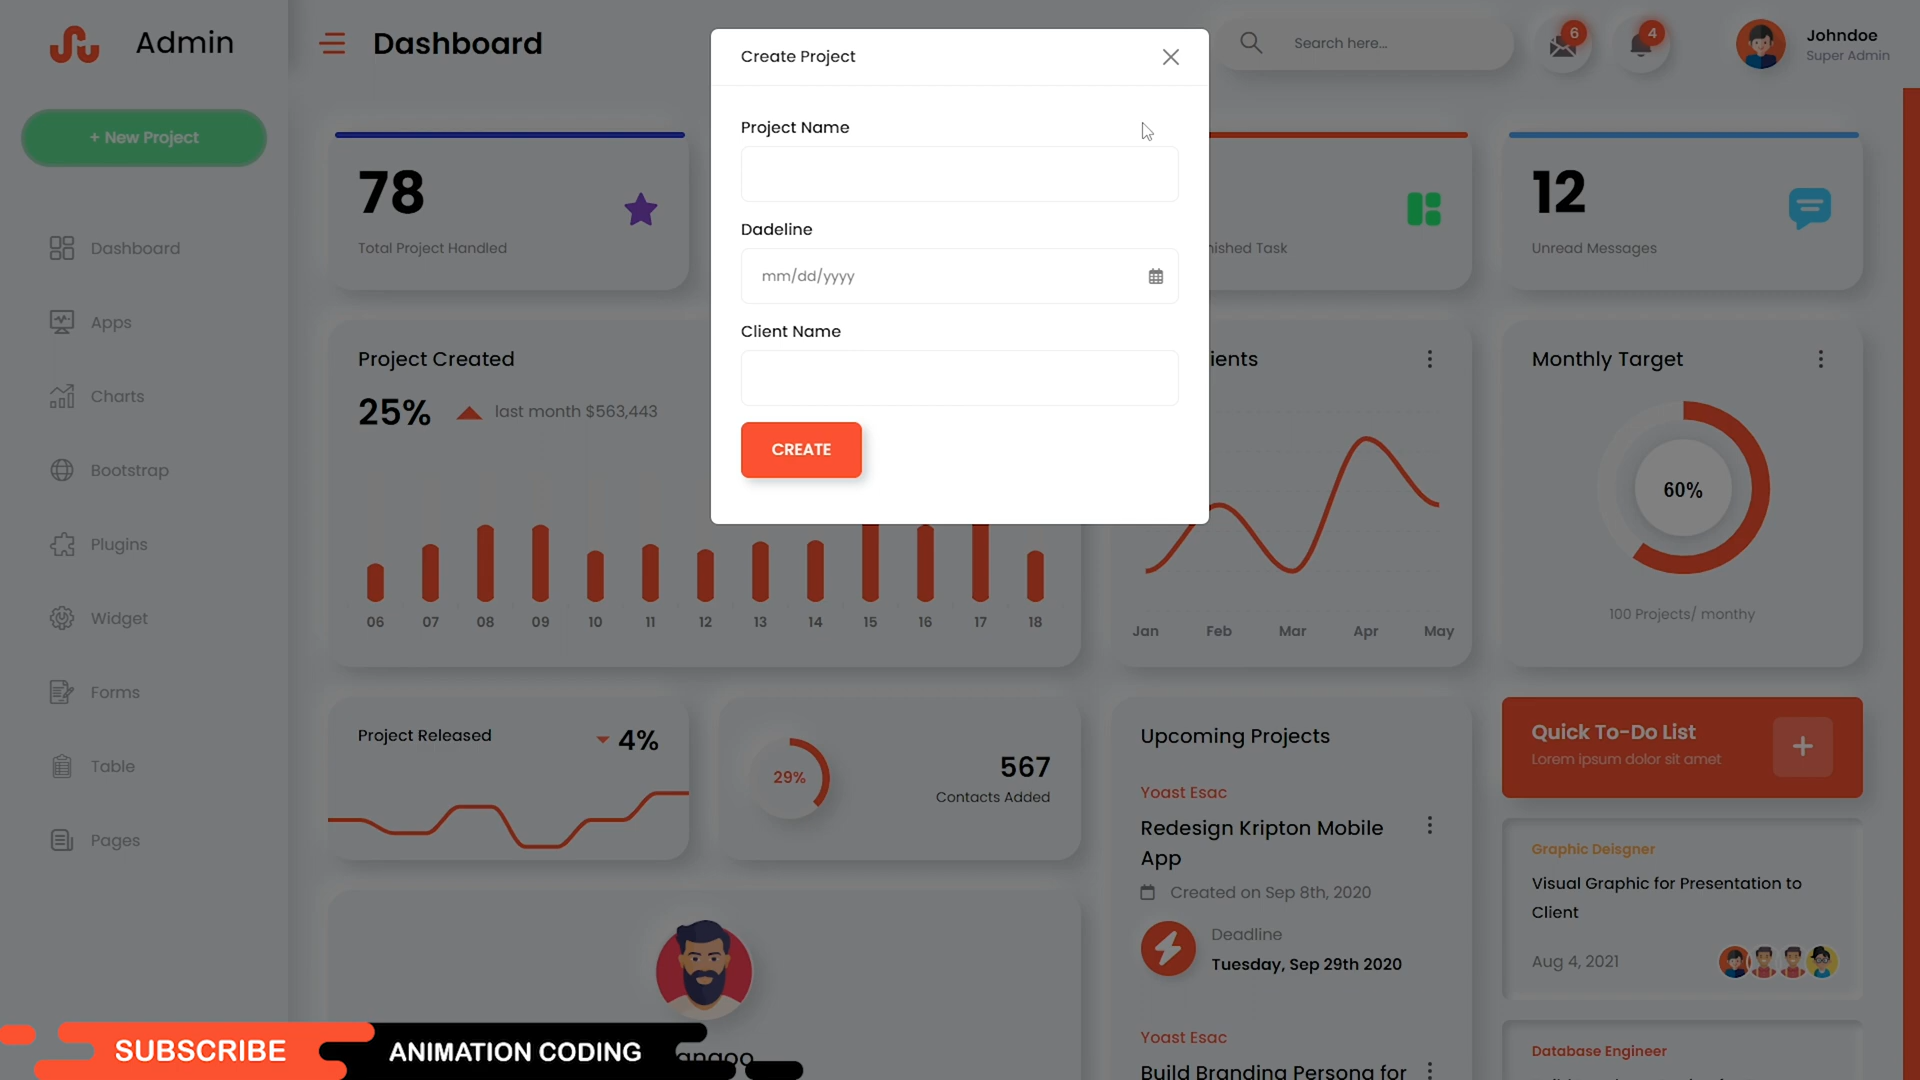 Admin
Dashboard
Search here...
6
4
Johndoe
Super Admin
+ New Project
Dashboard
Apps
Charts
Bootstrap
Plugins
Widget
Forms
Table
Pages
Create Project
Project Name
Dadeline
mm/dd/yyyy
Client Name
CREATE
78
Total Project Handled
nished Task
12
Unread Messages
Project Created
25%
last month $563,443
06 07 08 09 10 11 12 13 14 15 16 17 18
ients
Jan Feb Mar Apr May
Monthly Target
60%
100 Projects/ monthy
Project Released
4%
29%
567
Contacts Added
Upcoming Projects
Yoast Esac
Redesign Kripton Mobile
App
Created on Sep 8th, 2020
Deadline
Tuesday, Sep 29th 2020
Yoast Esac
Build Branding Persona for
Quick To-Do List
Lorem ipsum dolor sit amet
Graphic Deisgner
Visual Graphic for Presentation to
Client
Aug 4, 2021
Database Engineer
SUBSCRIBE
ANIMATION CODING